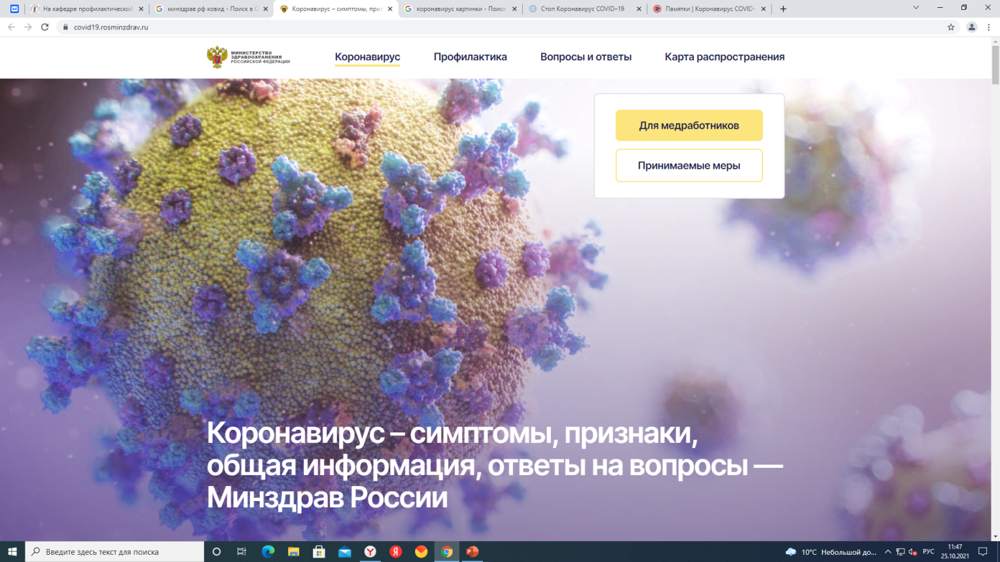 На кафедре профилактической
минздрав рф ковид - Поиск в G
Коронавирус – симптомы, приз
коронавирус картинки - Поиск
Стоп Коронавирус COVID–19
Памятки | Коронавирус COVID–
covid19.rosminzdrav.ru
МИНИСТЕРСТВО
ЗДРАВООХРАНЕНИЯ
РОССИЙСКОЙ ФЕДЕРАЦИИ
Коронавирус
Профилактика
Вопросы и ответы
Карта распространения
Для медработников
Принимаемые меры
Коронавирус – симптомы, признаки,
общая информация, ответы на вопросы —
Минздрав России
Введите здесь текст для поиска
10°C Небольшой до...
РУС
11:47
25.10.2021